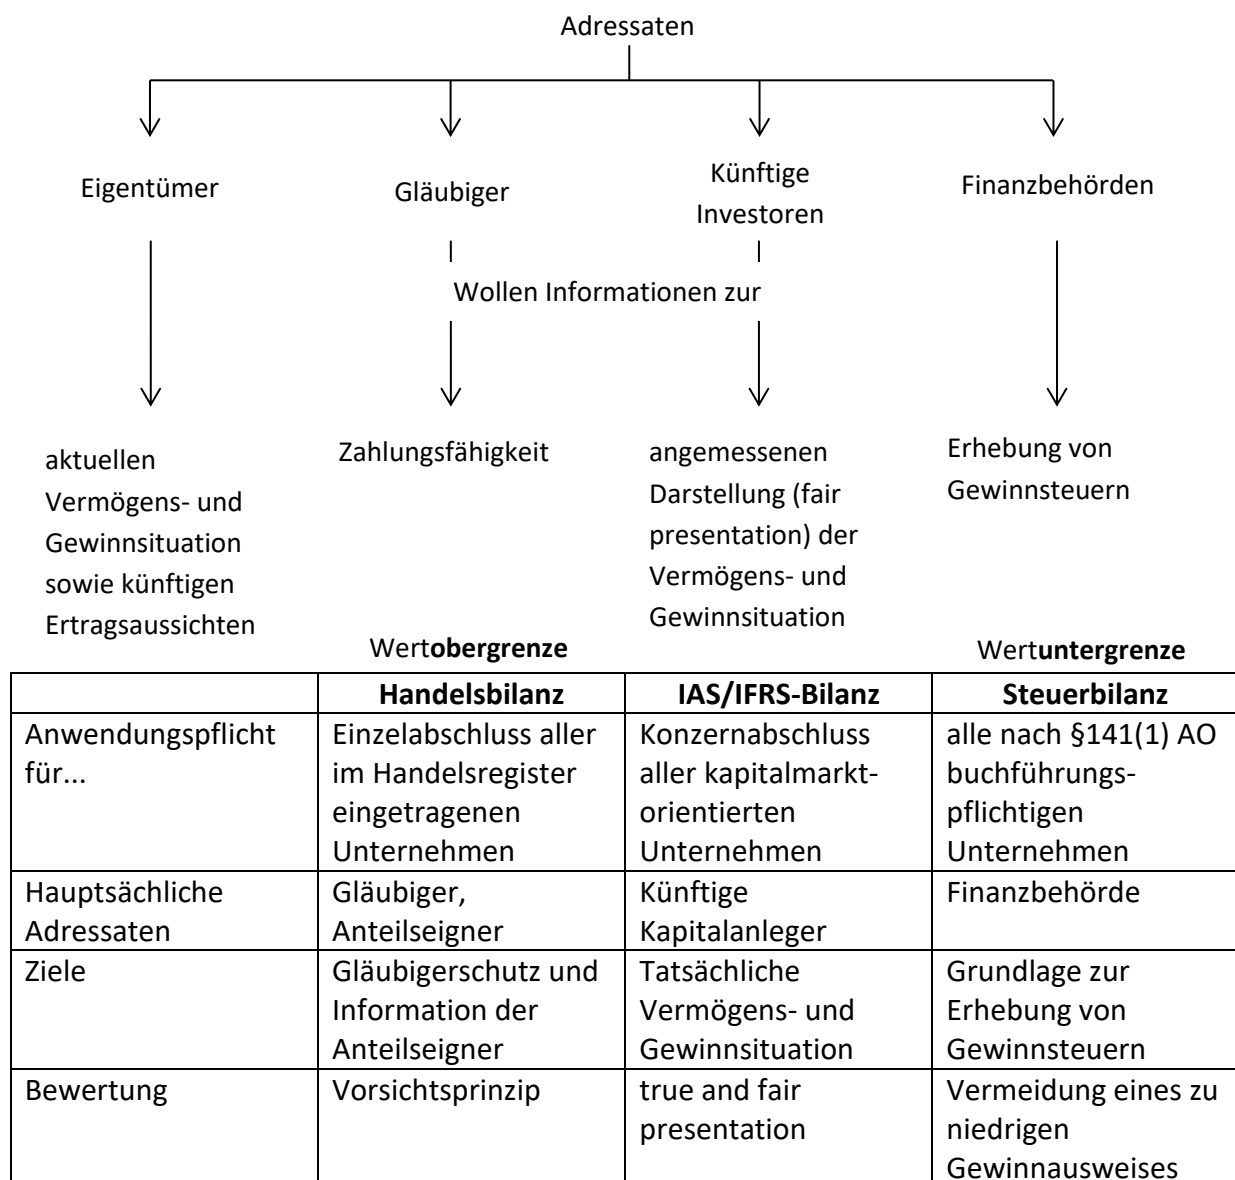 Adressaten
Eigentümer
Gläubiger
Künftige
Investoren
Finanzbehörden
Wollen Informationen zur
aktuellen
Vermögens- und
Gewinnsituation
sowie künftigen
Ertragsaussichten
Zahlungsfähigkeit
angemessenen
Darstellung (fair
presentation) der
Vermögens- und
Gewinnsituation
Erhebung von
Gewinnsteuern
Wertobergrenze
Wertuntergrenze
Handelsbilanz
IAS/IFRS-Bilanz
Steuerbilanz
Anwendungspflicht
für...
Einzelabschluss aller
im Handelsregister
eingetragenen
Unternehmen
Konzernabschluss
aller kapitalmarkt-
orientierten
Unternehmen
alle nach §141(1) AO
buchführungs-
pflichtigen
Unternehmen
Hauptsächliche
Adressaten
Gläubiger,
Anteilseigner
Künftige
Kapitalanleger
Finanzbehörde
Ziele
Gläubigerschutz und
Information der
Anteilseigner
Tatsächliche
Vermögens- und
Gewinnsituation
Grundlage zur
Erhebung von
Gewinnsteuern
Bewertung
Vorsichtsprinzip
true and fair
presentation
Vermeidung eines zu
niedrigen
Gewinnausweises